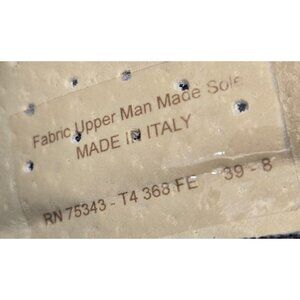 Fabric Upper Man Made Sole
MADE IN ITALY
RN 75343 - T4 368 FE 39 - 8